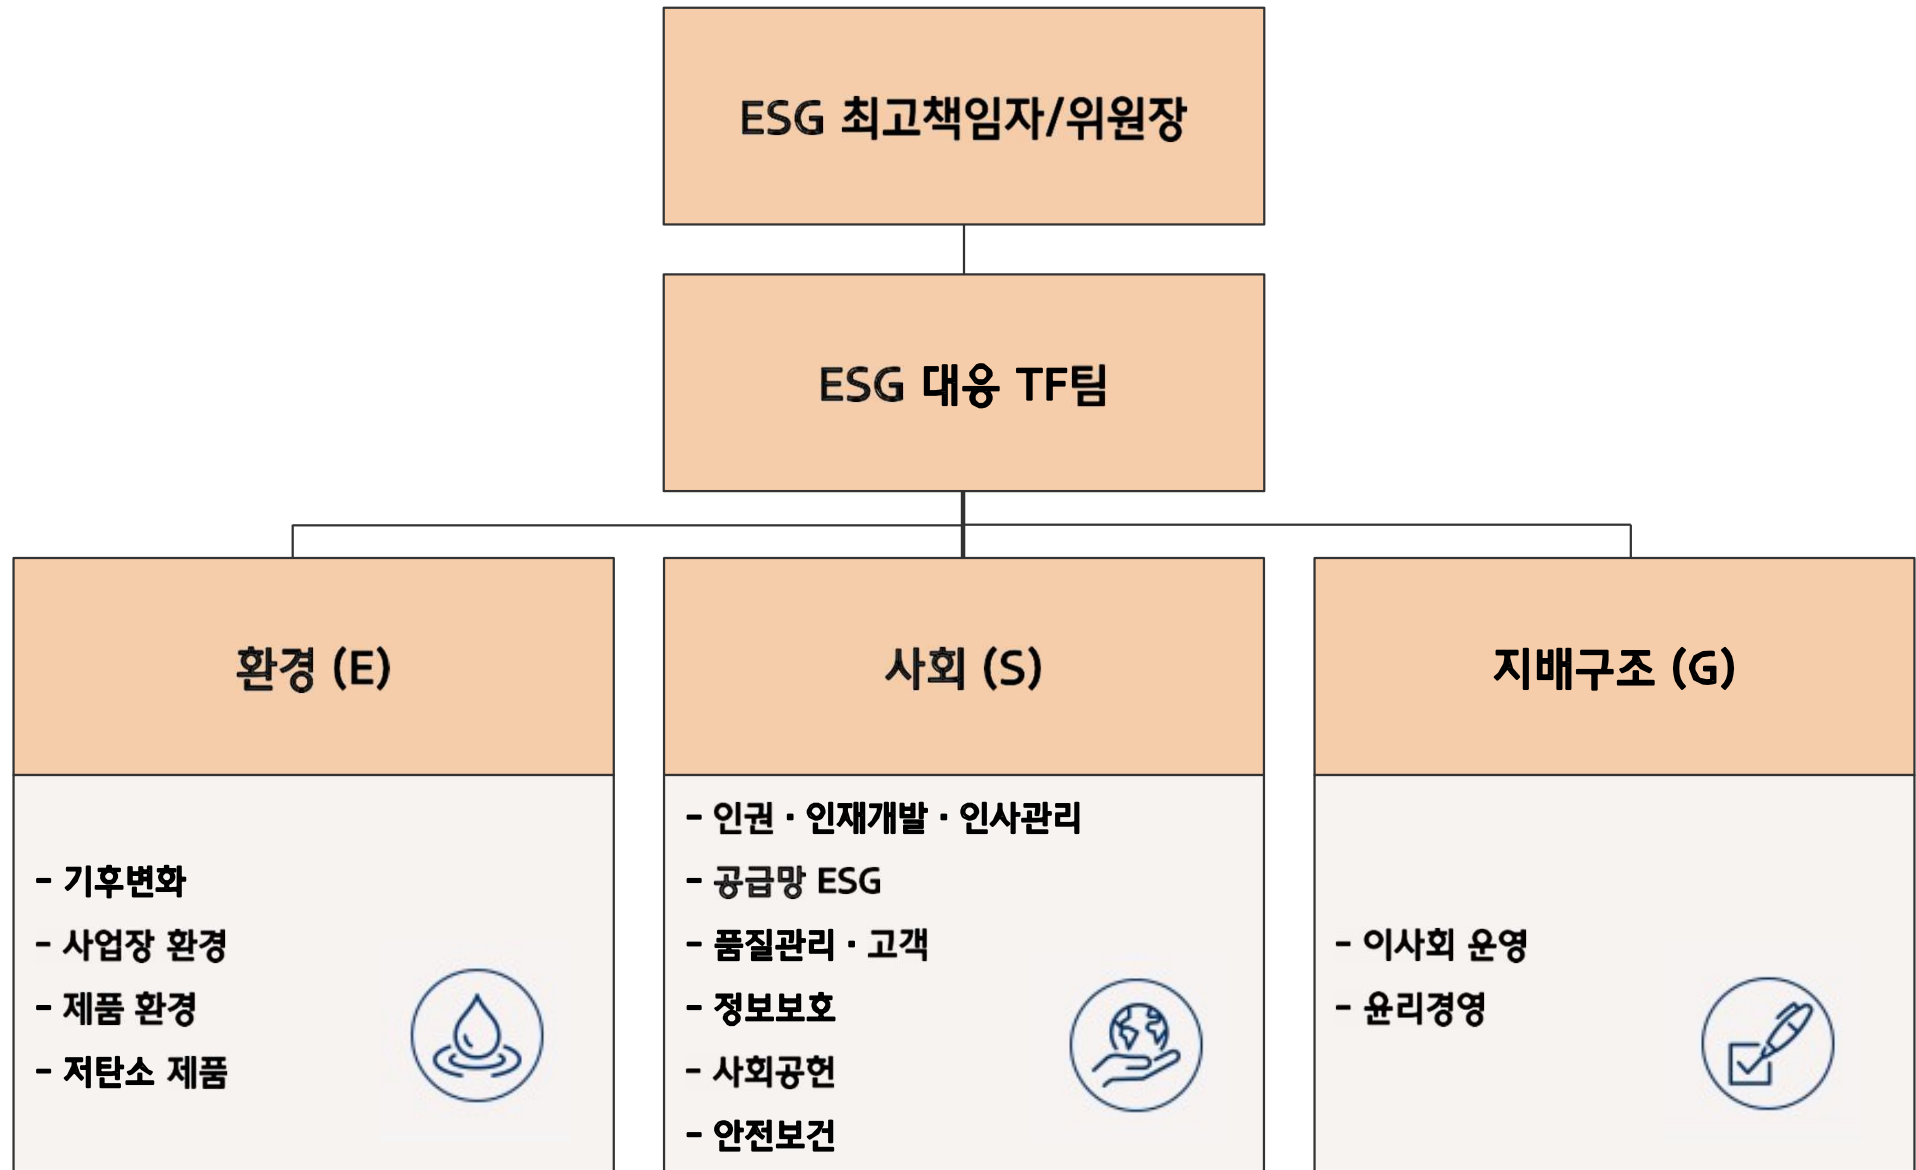 ESG 최고책임자/위원장
ESG 대응 TF팀
환경 (E)
- 기후변화
- 사업장 환경
- 제품 환경
- 저탄소 제품
사회 (S)
- 인권 · 인재개발 · 인사관리
- 공급망 ESG
- 품질관리 · 고객
- 정보보호
- 사회공헌
- 안전보건
지배구조 (G)
- 이사회 운영
- 윤리경영